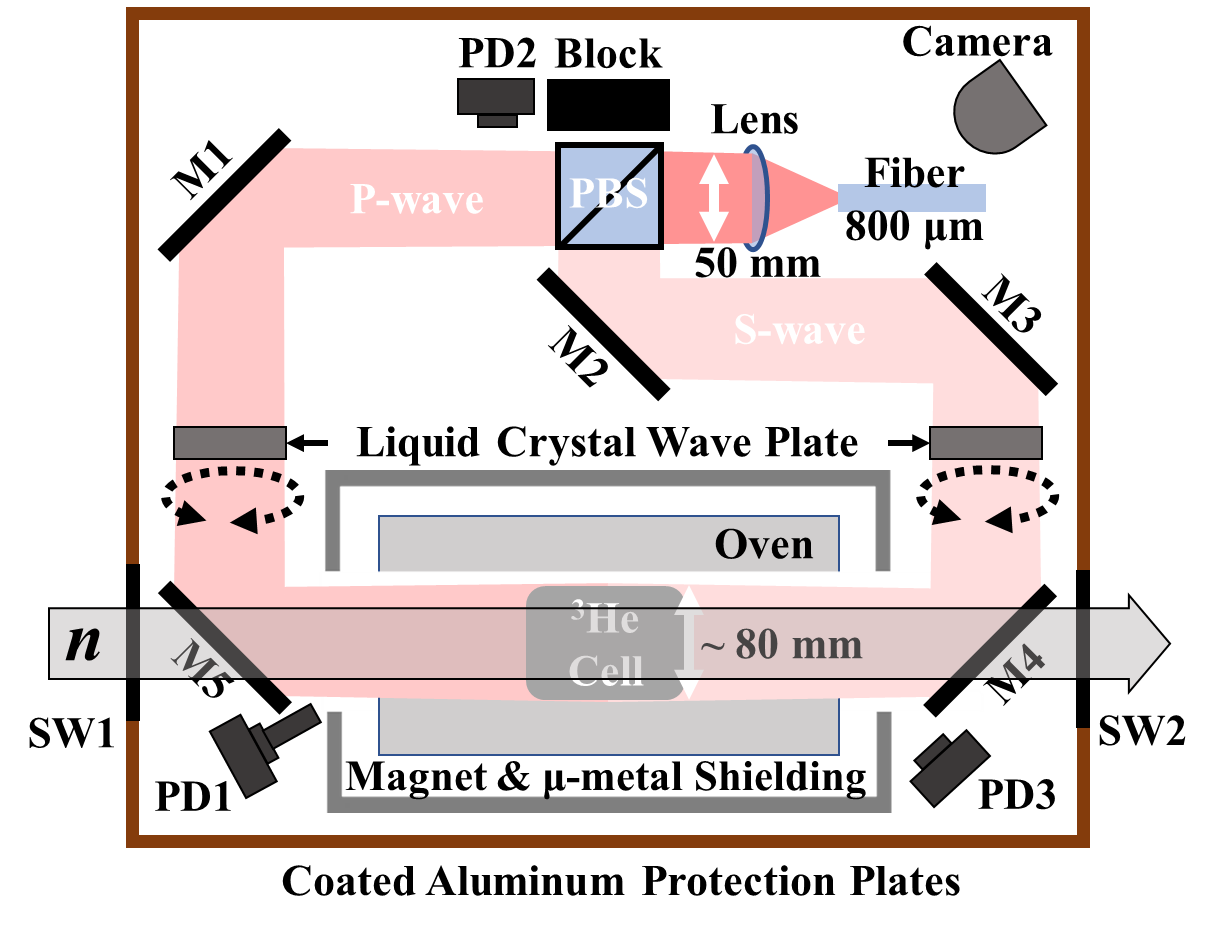 PD2
Block
Camera
Lens
M1
P-wave
PBS
Fiber
800 μm
50 mm
M2
S-wave
M3
Liquid Crystal Wave Plate
Oven
n
³He
Cell
~ 80 mm
M5
M4
SW1
SW2
PD1
Magnet & μ-metal Shielding
PD3
Coated Aluminum Protection Plates